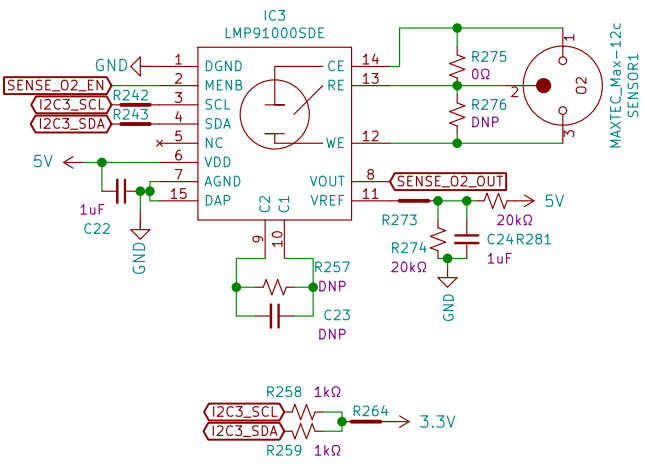 IC3
LMP91000SDE
GND 1 DGND
SENSE_O2_EN 2 MENB
I2C3_SCL R242 3 SCL
I2C3_SDA R243 4 SDA
5 NC
5V 6 VDD
7 AGND
15 DAP
1uF
C22
GND
CE 14
RE 13
WE 12
VOUT 8 SENSE_O2_OUT
VREF 11
C2 C1
9 10
R275
0Ω
R276
DNP
1
2
3
O2
MAXTEC_Max-12c
SENSOR1
R273
5V
20kΩ
R274
20kΩ
C24 R281
1uF
GND
R257
DNP
C23
DNP
R258 1kΩ
I2C3_SCL R264 3.3V
I2C3_SDA
R259 1kΩ